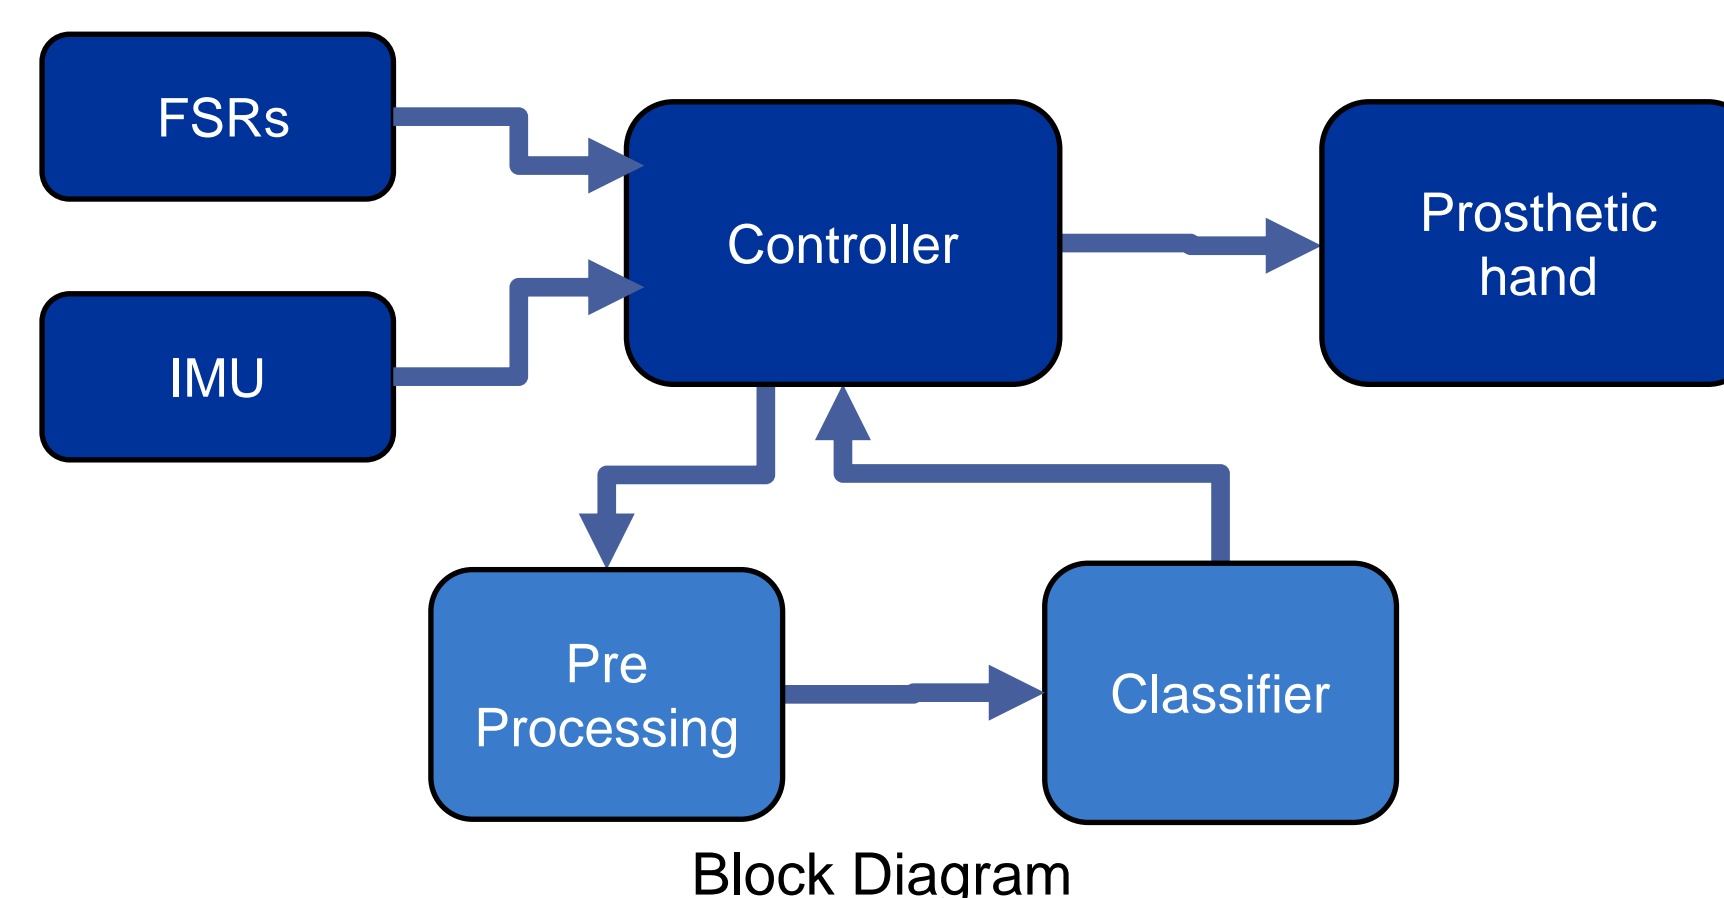 FSRs
IMU
Controller
Prosthetic
hand
Pre
Processing
Classifier
Block Diagram